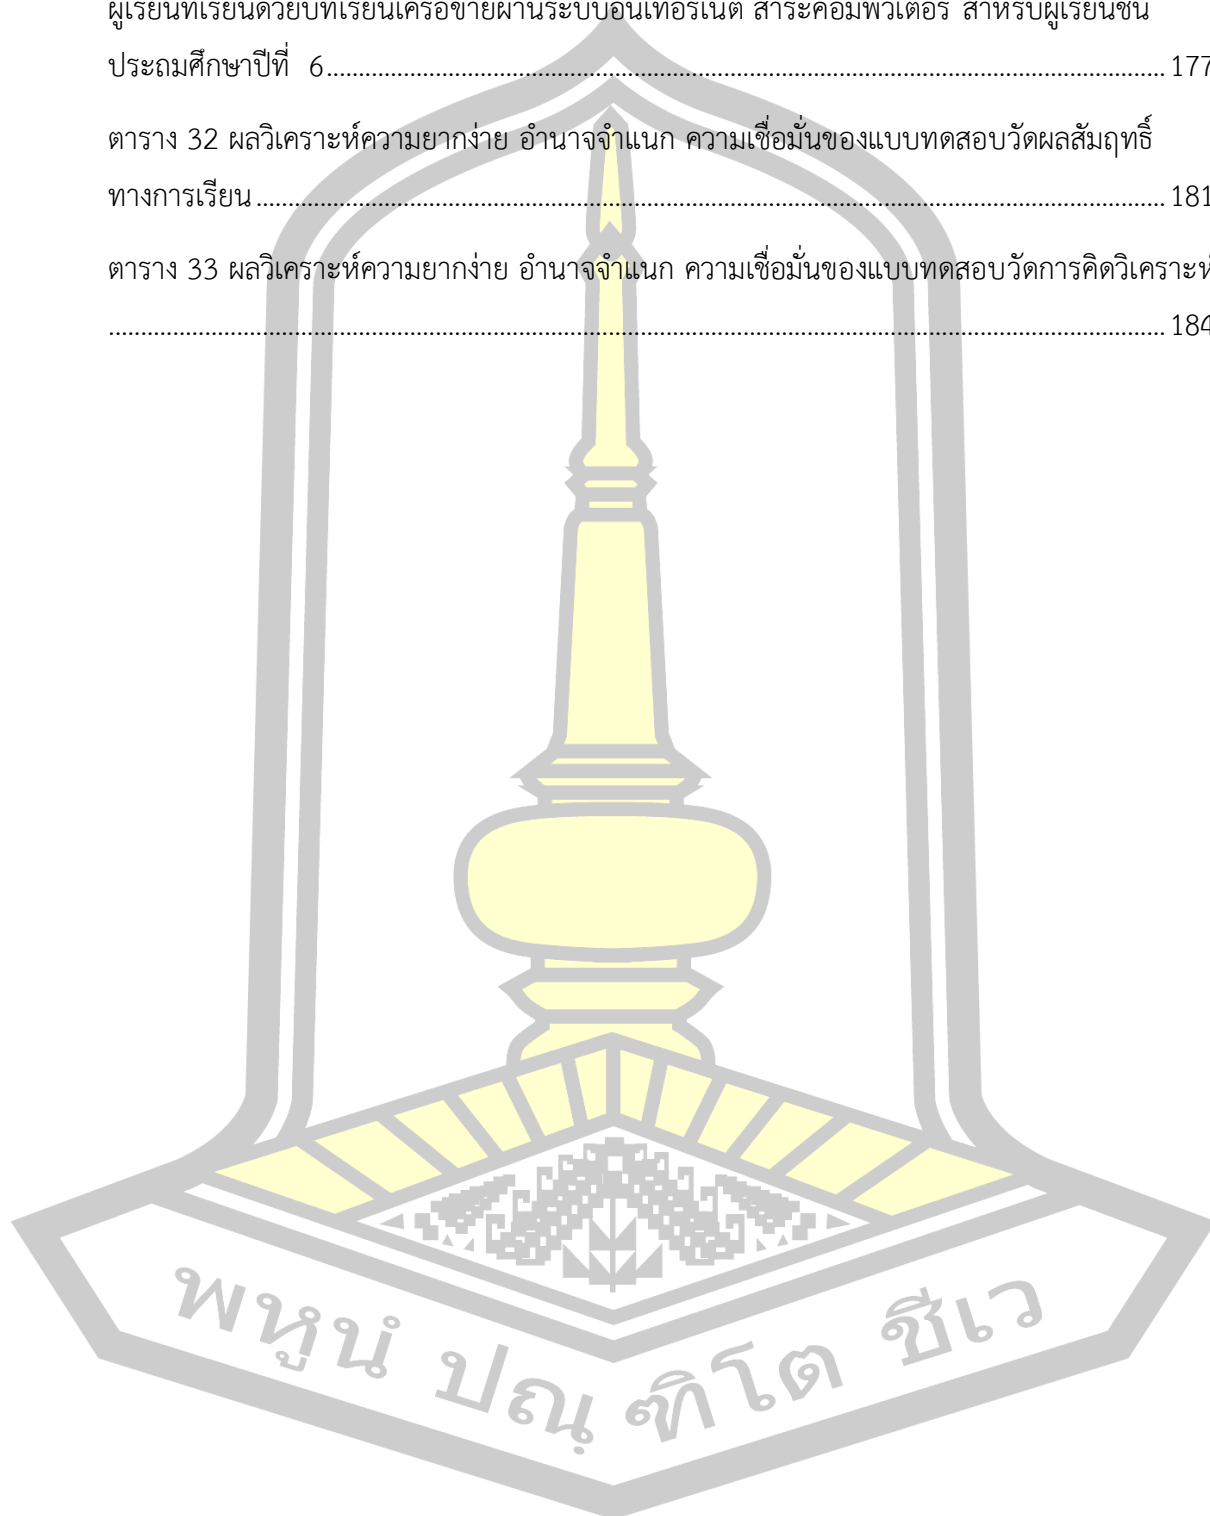 ผู้เรียนที่เรียนด้วยบทเรียนเครือข่ายผ่านระบบอินเทอร์เน็ต สาระคอมพิวเตอร์ สำหรับผู้เรียนชั้น
ประถมศึกษาปีที่ 6.......................................................................................................................... 177
ตาราง 32 ผลวิเคราะห์ความยากง่าย อำนาจจำแนก ความเชื่อมั่นของแบบทดสอบวัดผลสัมฤทธิ์
ทางการเรียน.................................................................................................................................... 181
ตาราง 33 ผลวิเคราะห์ความยากง่าย อำนาจจำแนก ความเชื่อมั่นของแบบทดสอบวัดการคิดวิเคราะห์
......................................................................................................................................................... 184
พหูนํ ปณฺฑิโต ชีเว